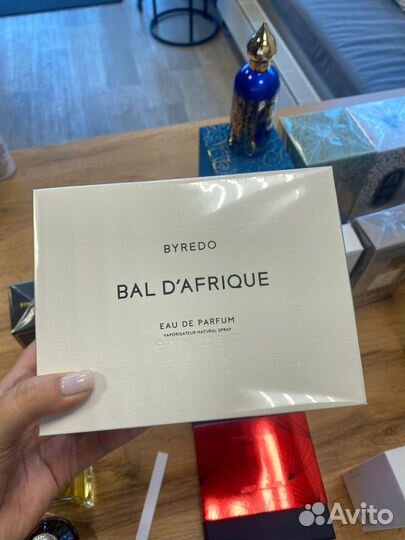 BYREDO
BAL D'AFRIQUE
EAU DE PARFUM
VAPORISATEUR NATURAL SPRAY
Avito